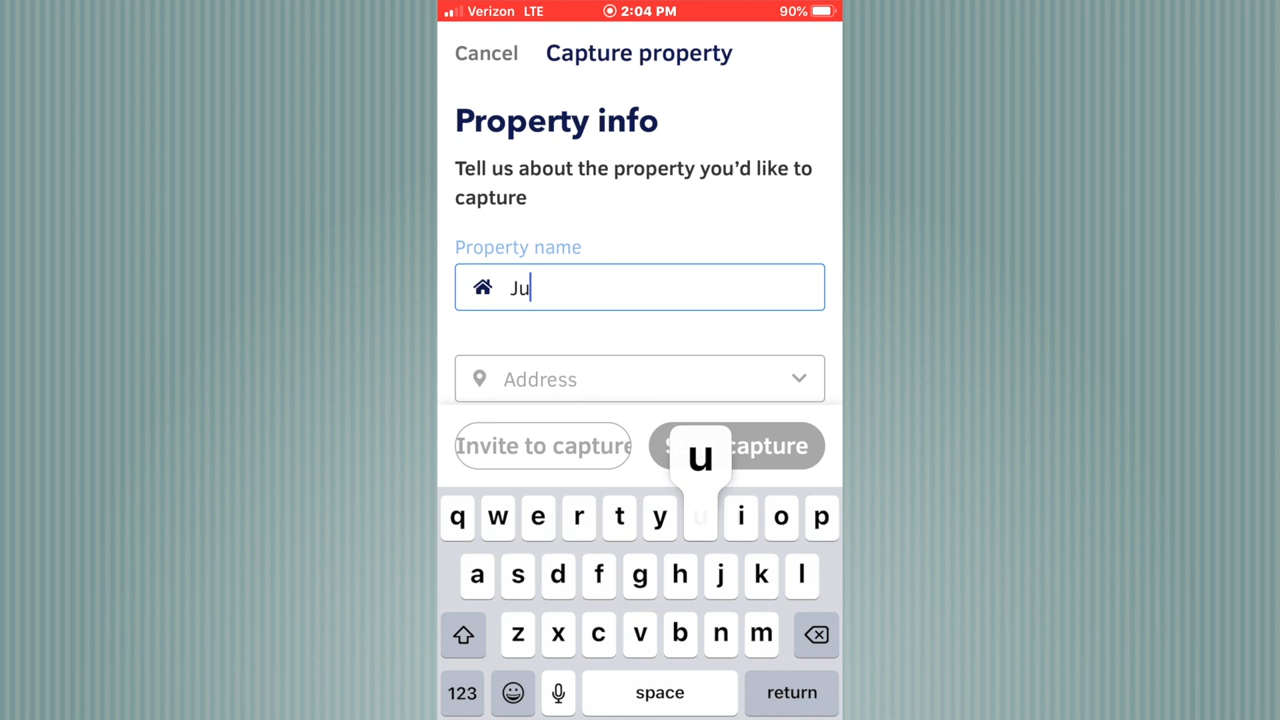 Verizon LTE 2:04 PM 90%
Cancel Capture property
Property info
Tell us about the property you’d like to
capture
Property name
Ju
Address
Invite to capture capture
u
q w e r t y u i o p
a s d f g h j k l
z x c v b n m
123 space return